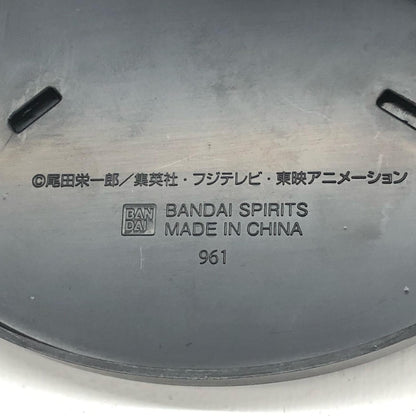 ©尾田栄一郎／集英社・フジテレビ・東映アニメーション
BAN
DAI
BANDAI SPIRITS
MADE IN CHINA
961